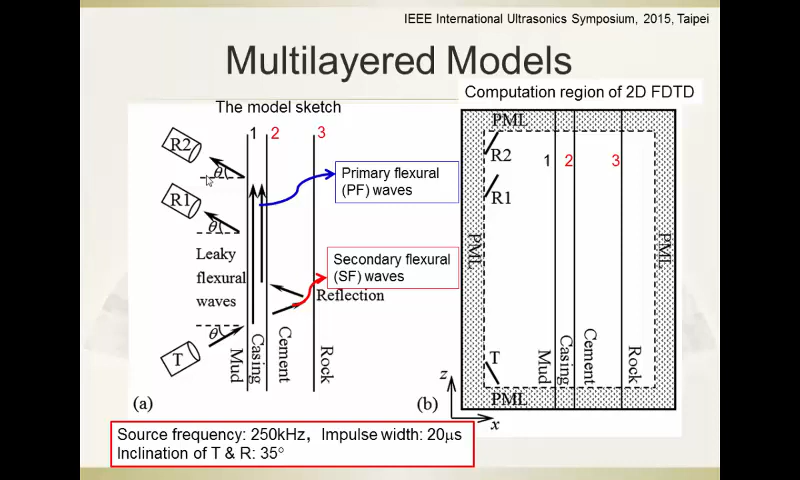 IEEE International Ultrasonics Symposium, 2015, Taipei
Multilayered Models
The model sketch
1
2
3
R2
θ
R1
θ
Leaky
flexural
waves
θ
T
Mud
Casing
Cement
Rock
Reflection
(a)
Primary flexural
(PF) waves
Secondary flexural
(SF) waves
Computation region of 2D FDTD
PML
R2
1
2
3
R1
PML
PML
T
Mud
Casing
Cement
Rock
PML
z
x
(b)
Source frequency: 250kHz, Impulse width: 20μs
Inclination of T & R: 35°